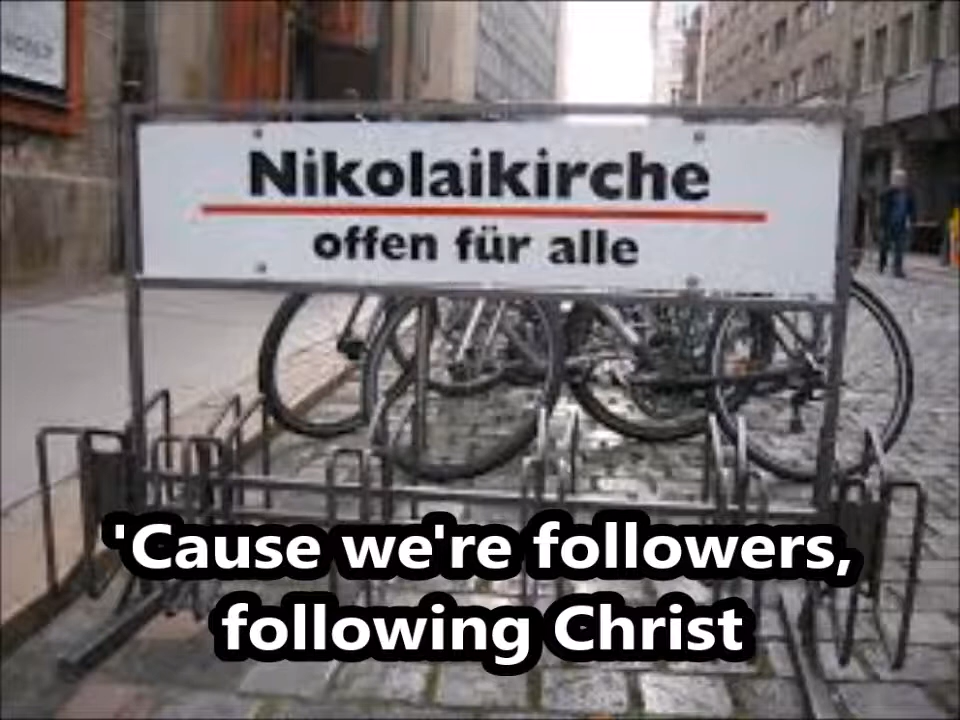 Nikolaikirche
offen für alle
'Cause we're followers,
following Christ